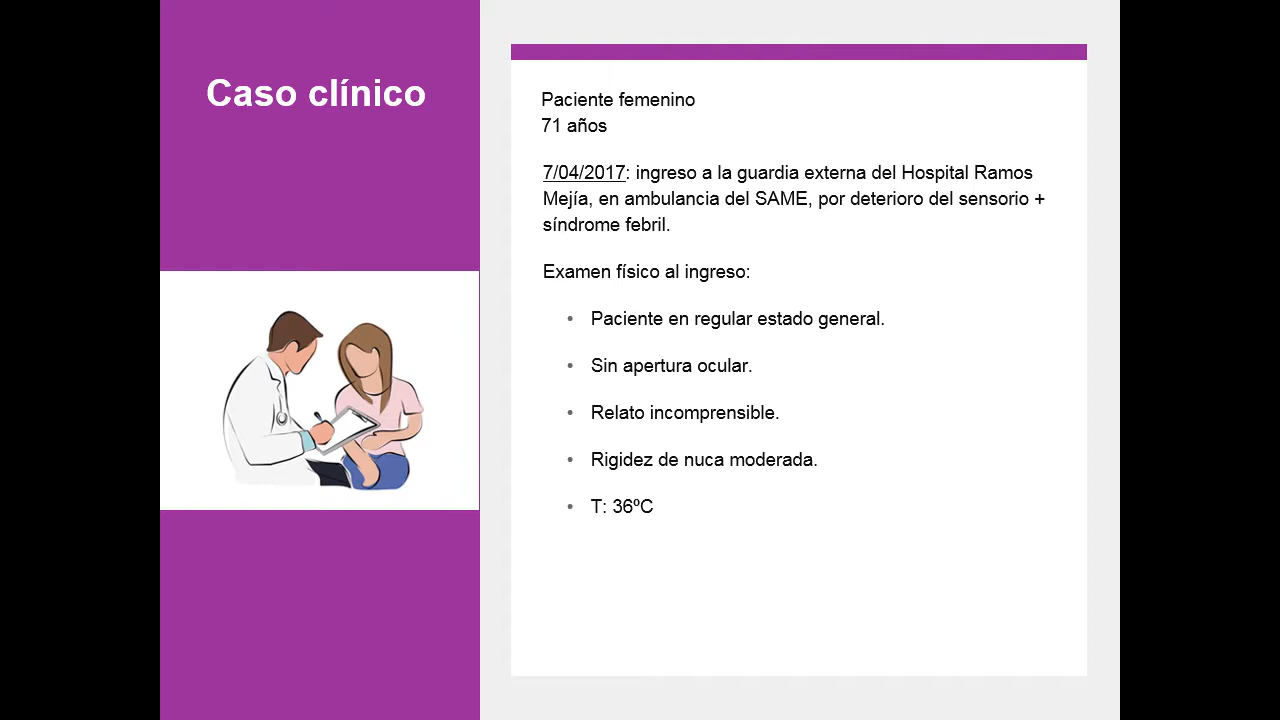 Caso clínico
Paciente femenino
71 años
7/04/2017: ingreso a la guardia externa del Hospital Ramos
Mejía, en ambulancia del SAME, por deterioro del sensorio +
síndrome febril.
Examen físico al ingreso:
• Paciente en regular estado general.
• Sin apertura ocular.
• Relato incomprensible.
• Rigidez de nuca moderada.
• T: 36ºC